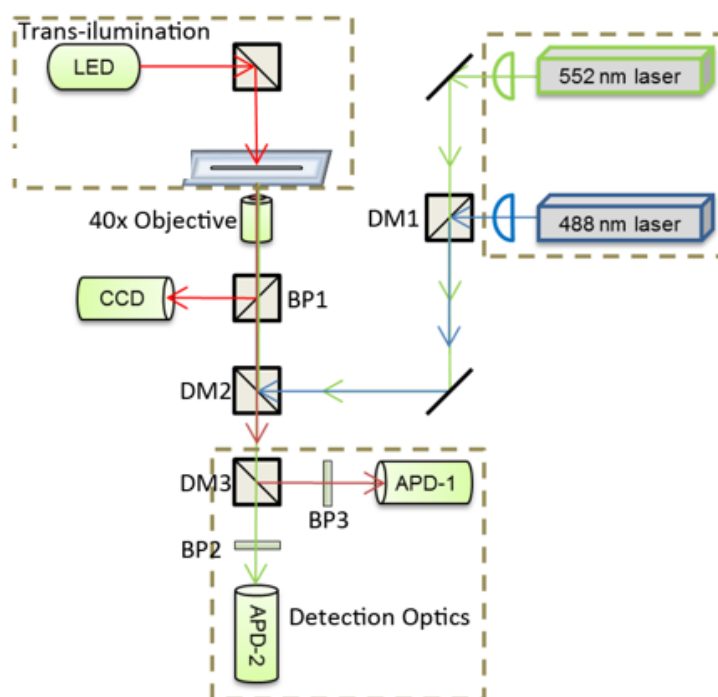 Trans-ilumination
LED
552 nm laser
40x Objective
DM1
488 nm laser
CCD
BP1
DM2
DM3
APD-1
BP3
BP2
APD-2
Detection Optics